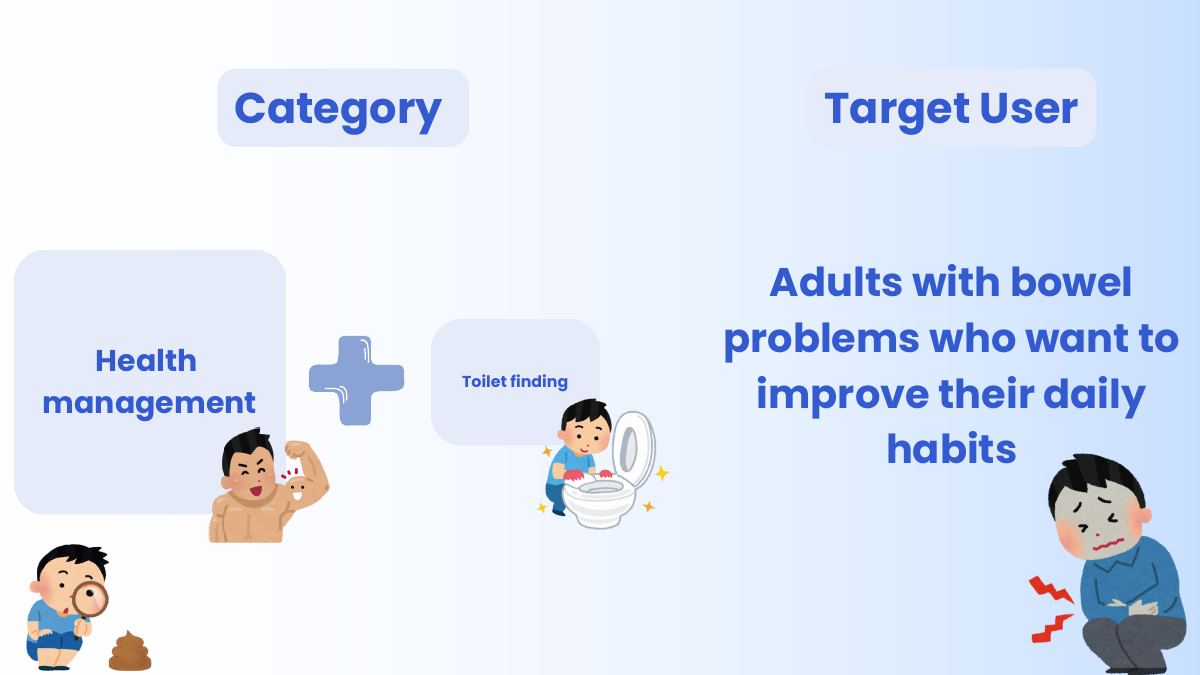 Category
Target User
Health
management
Toilet finding
Adults with bowel
problems who want to
improve their daily
habits